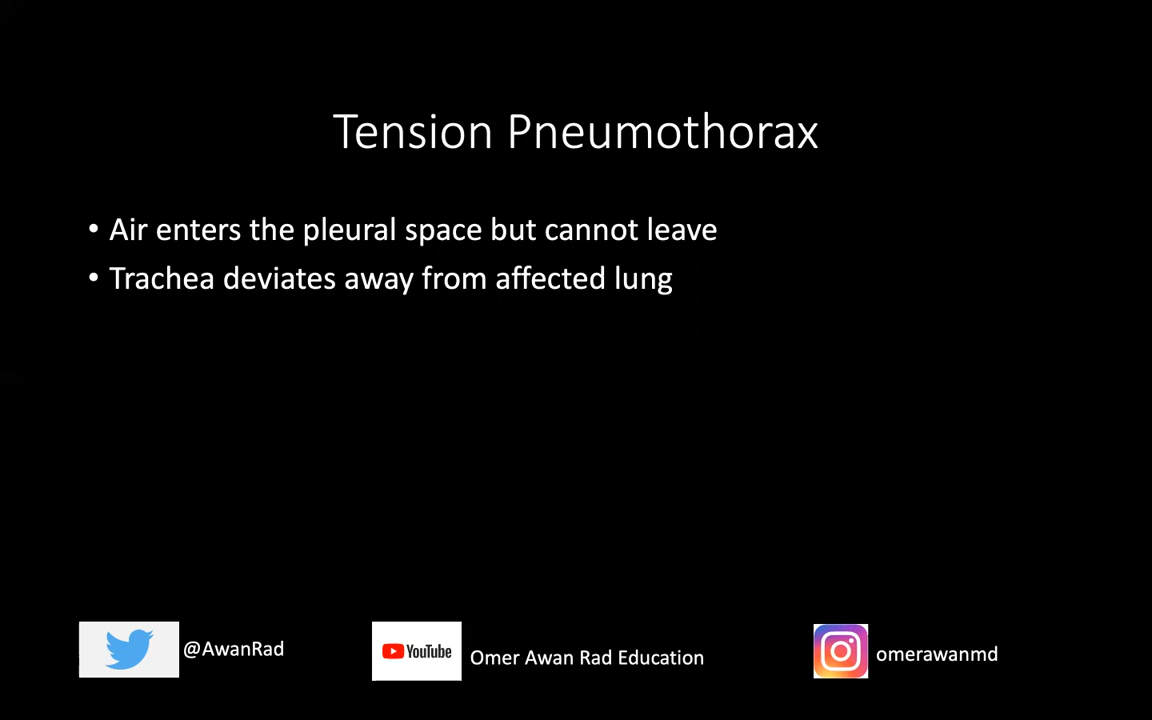 Tension Pneumothorax
• Air enters the pleural space but cannot leave
• Trachea deviates away from affected lung
@AwanRad
YouTube
Omer Awan Rad Education
omerawanmd